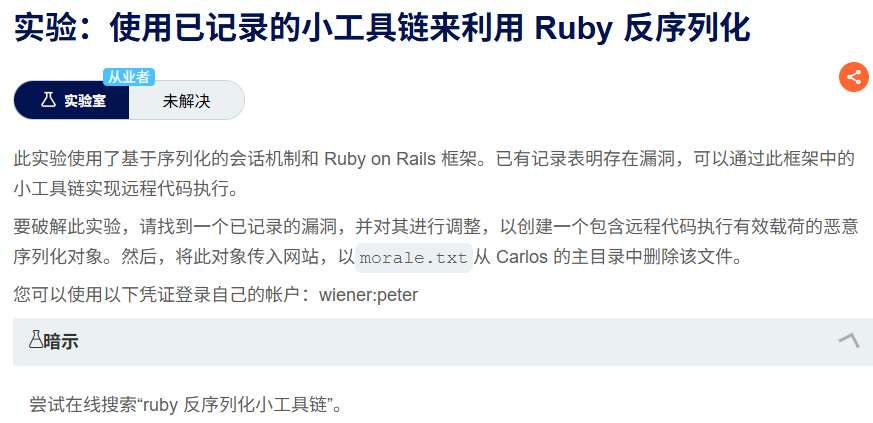 实验：使用已记录的小工具链来利用 Ruby 反序列化
从业者
实验室
未解决
此实验使用了基于序列化的会话机制和 Ruby on Rails 框架。已有记录表明存在漏洞，可以通过此框架中的
小工具链实现远程代码执行。
要破解此实验，请找到一个已记录的漏洞，并对其进行调整，以创建一个包含远程代码执行有效载荷的恶意
序列化对象。然后，将此对象传入网站，以morale.txt从 Carlos 的主目录中删除该文件。
您可以使用以下凭证登录自己的帐户：wiener:peter
暗示
尝试在线搜索“ruby 反序列化小工具链”。